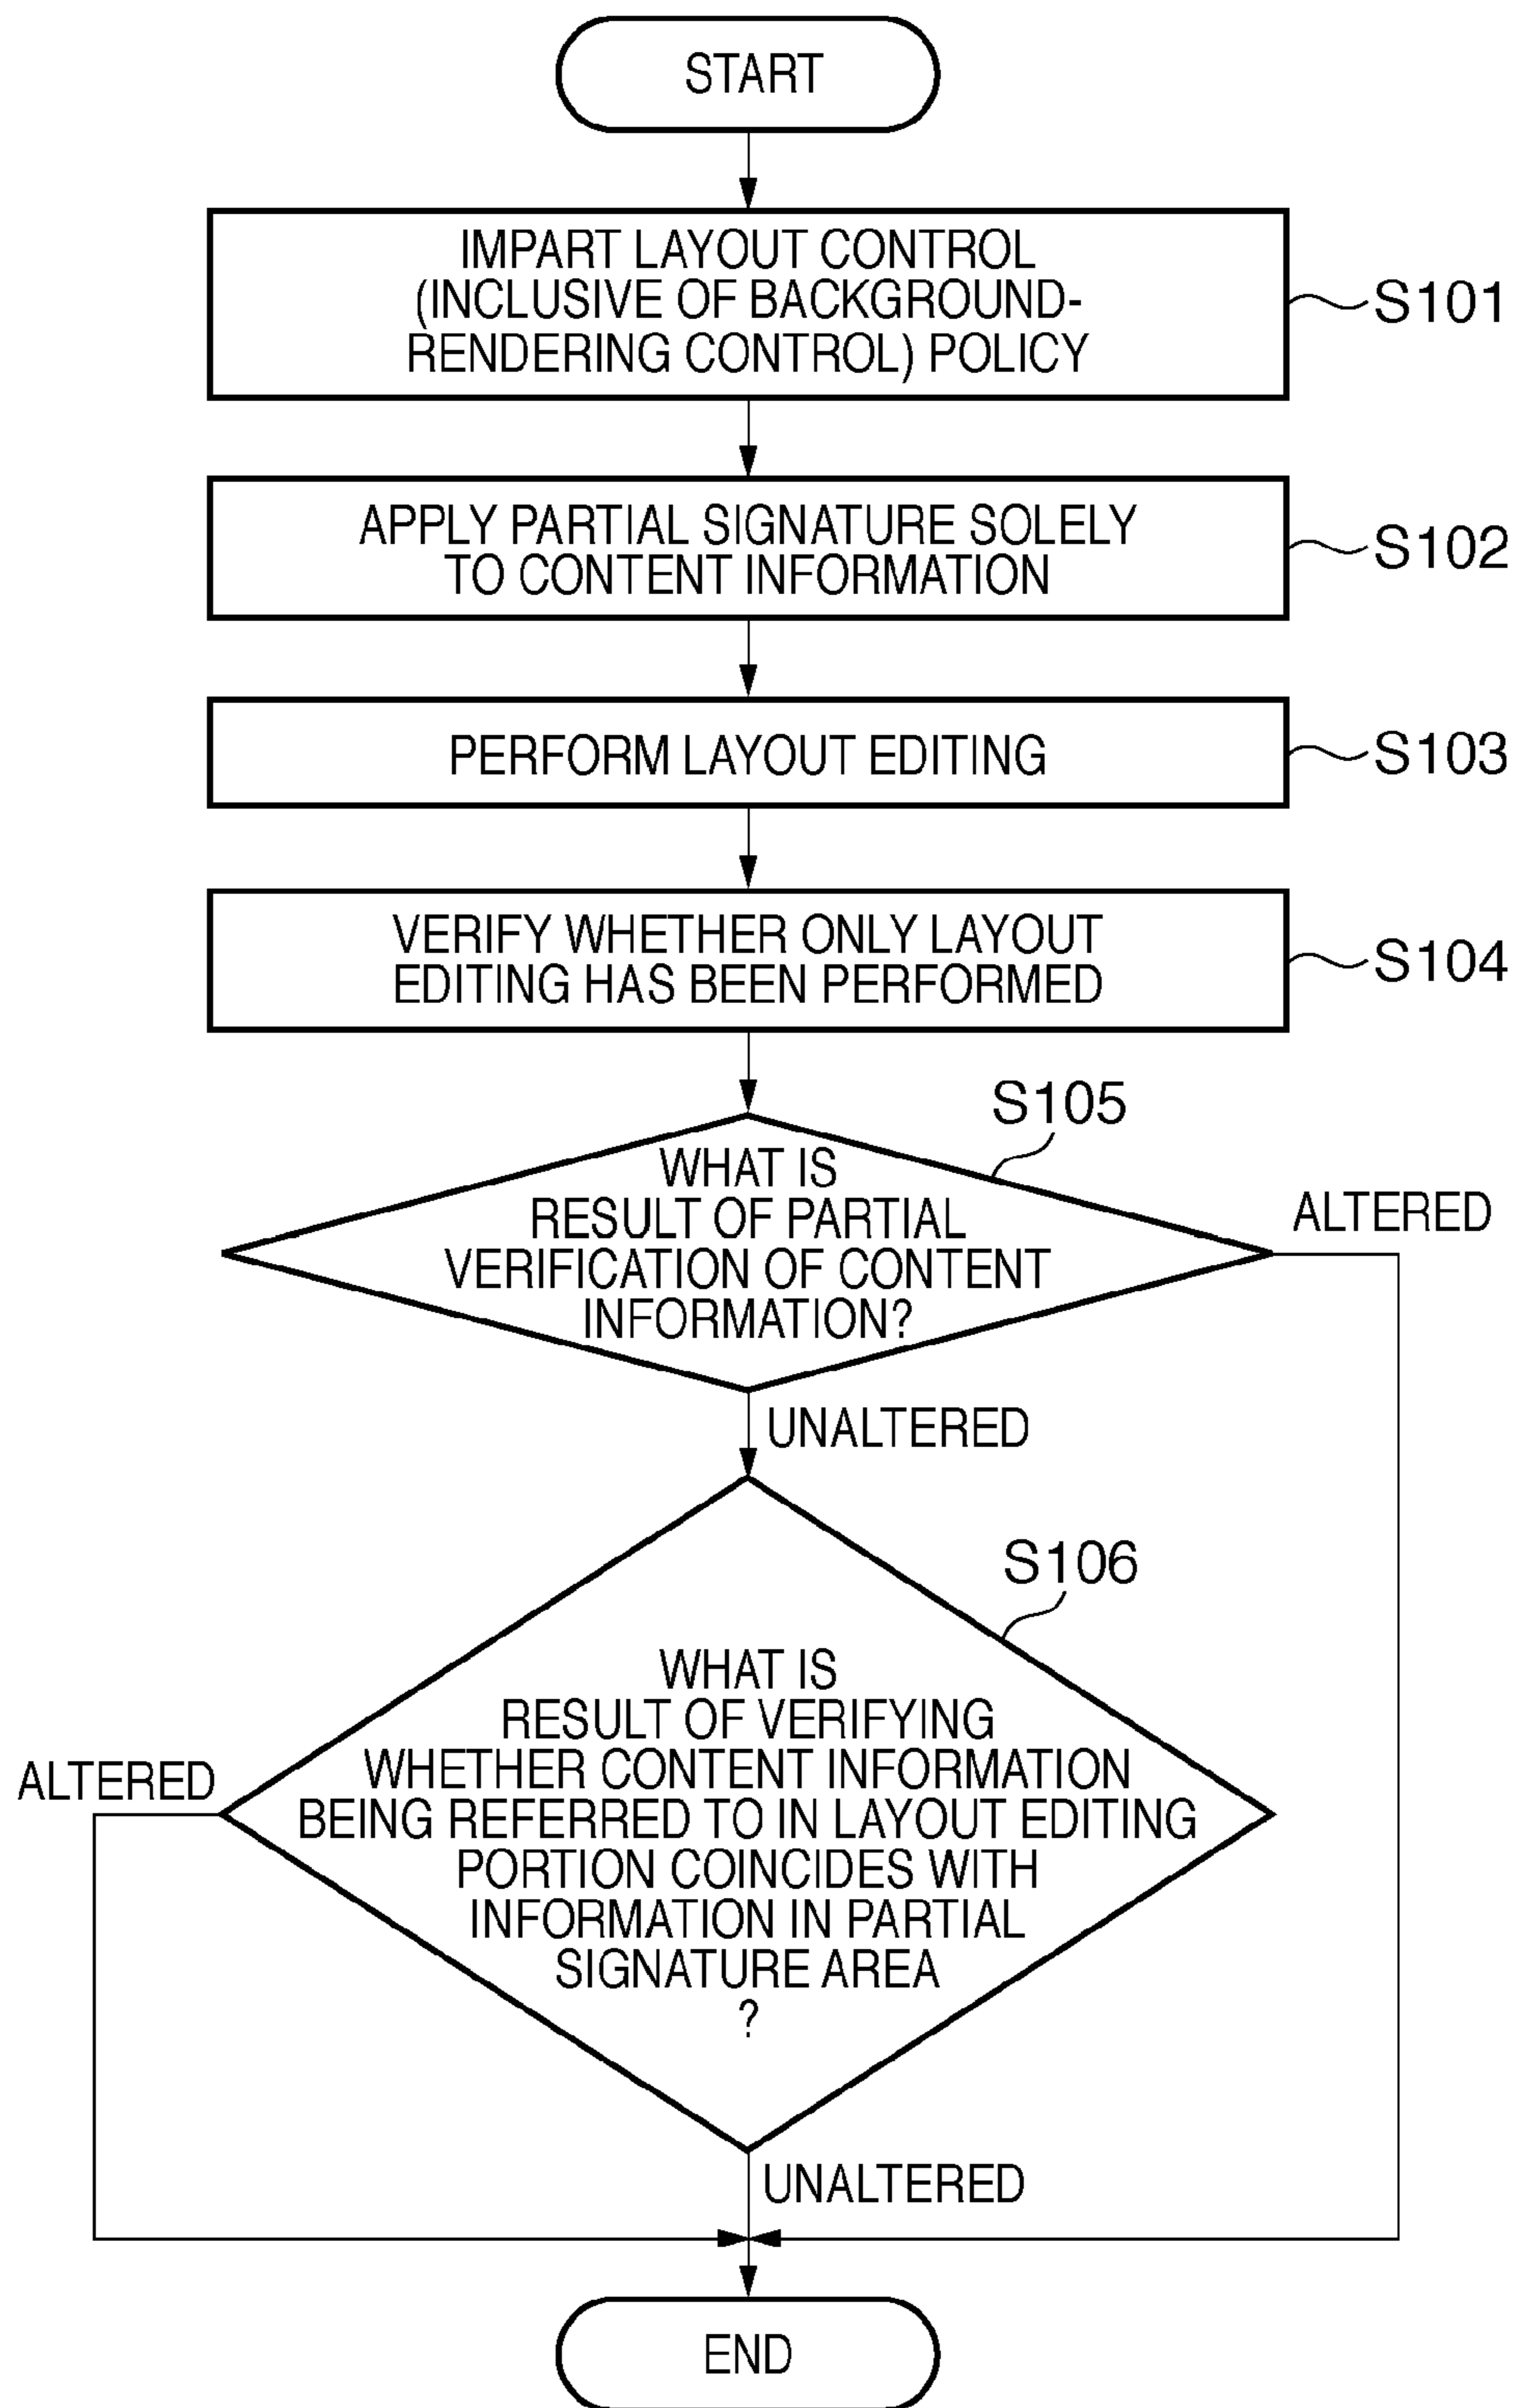 START
IMPART LAYOUT CONTROL
(INCLUSIVE OF BACKGROUND-
RENDERING CONTROL) POLICY
S101
APPLY PARTIAL SIGNATURE SOLELY
TO CONTENT INFORMATION
S102
PERFORM LAYOUT EDITING
S103
VERIFY WHETHER ONLY LAYOUT
EDITING HAS BEEN PERFORMED
S104
S105
WHAT IS
RESULT OF PARTIAL
VERIFICATION OF CONTENT
INFORMATION?
ALTERED
UNALTERED
S106
WHAT IS
RESULT OF VERIFYING
WHETHER CONTENT INFORMATION
BEING REFERRED TO IN LAYOUT EDITING
PORTION COINCIDES WITH
INFORMATION IN PARTIAL
SIGNATURE AREA
?
ALTERED
UNALTERED
END